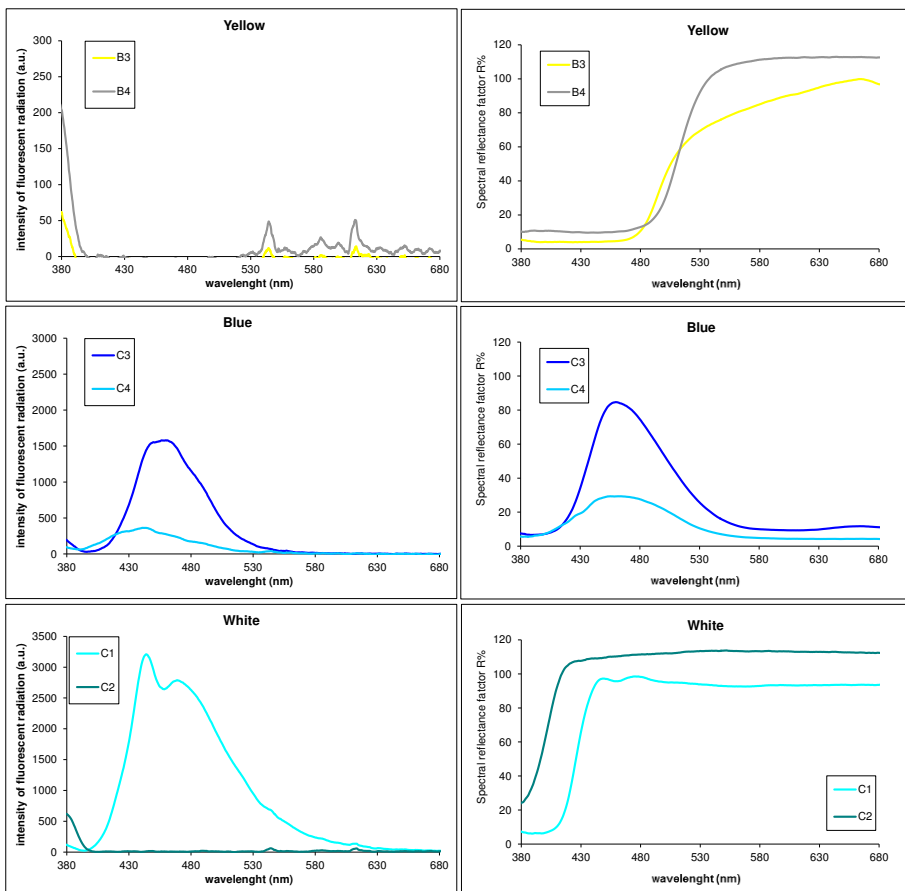 Yellow
intensity of fluorescent radiation (a.u.)
300
250
200
150
100
50
0
B3
B4
380 430 480 530 580 630 680
wavelenght (nm)
Yellow
Spectral reflectance fatctor R%
120
100
80
60
40
20
0
B3
B4
380 430 480 530 580 630 680
wavelenght (nm)
Blue
intensity of fluorescent radiation (a.u.)
3000
2500
2000
1500
1000
500
0
C3
C4
380 430 480 530 580 630 680
wavelenght (nm)
Blue
Spectral reflectance fatctor R%
120
100
80
60
40
20
0
C3
C4
380 430 480 530 580 630 680
wavelenght (nm)
White
intensity of fluorescent radiation (a.u.)
3500
3000
2500
2000
1500
1000
500
0
C1
C2
380 430 480 530 580 630 680
wavelenght (nm)
White
Spectral reflectance fatctor R%
120
100
80
60
40
20
0
C1
C2
380 430 480 530 580 630 680
wavelenght (nm)